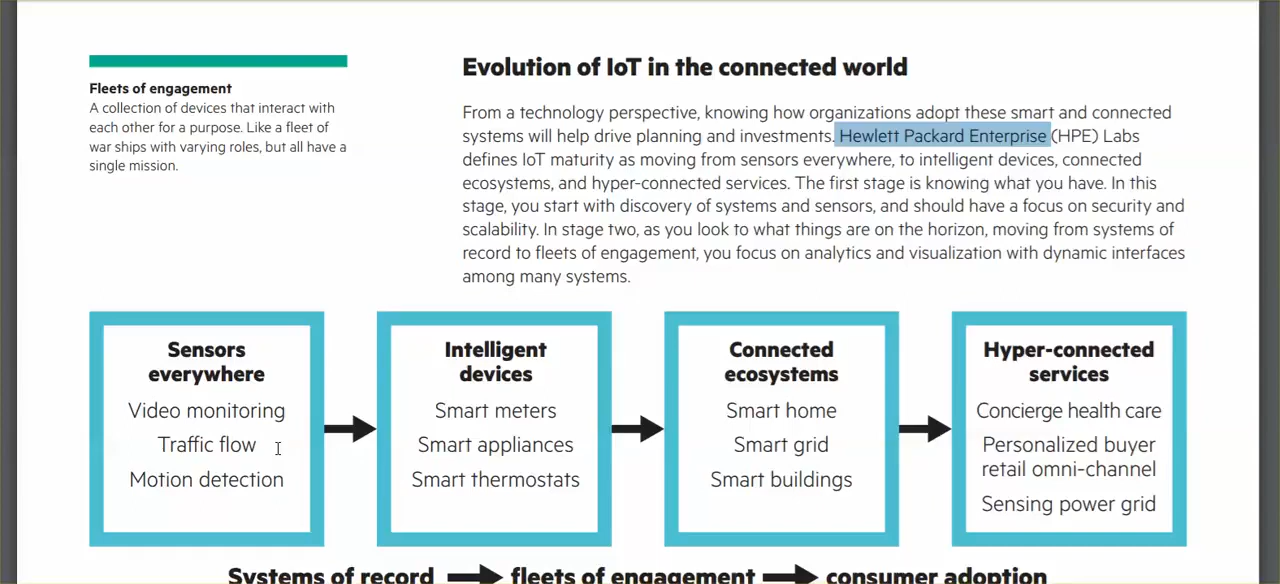 Fleets of engagement
A collection of devices that interact with
each other for a purpose. Like a fleet of
war ships with varying roles, but all have a
single mission.
Evolution of IoT in the connected world
From a technology perspective, knowing how organizations adopt these smart and connected
systems will help drive planning and investments. Hewlett Packard Enterprise (HPE) Labs
defines IoT maturity as moving from sensors everywhere, to intelligent devices, connected
ecosystems, and hyper-connected services. The first stage is knowing what you have. In this
stage, you start with discovery of systems and sensors, and should have a focus on security and
scalability. In stage two, as you look to what things are on the horizon, moving from systems of
record to fleets of engagement, you focus on analytics and visualization with dynamic interfaces
among many systems.
Sensors
everywhere
Video monitoring
Traffic flow
Motion detection
Intelligent
devices
Smart meters
Smart appliances
Smart thermostats
Connected
ecosystems
Smart home
Smart grid
Smart buildings
Hyper-connected
services
Concierge health care
Personalized buyer
retail omni-channel
Sensing power grid
Systems of record fleets of engagement consumer adoption